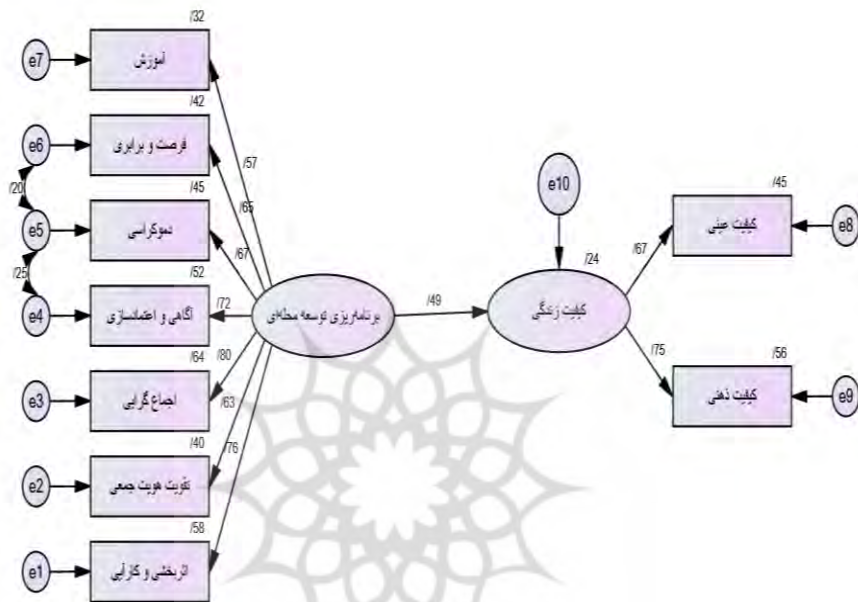 /32
e7
آموزش
/57
/42
e6
فرصت و برابری
/65
/20
/45
e5
دموکراسی
/67
/25
/52
e4
آگاهی و اعتمادسازی
/72
برنامه‌ریزی توسعه محله‌ای
/49
/64
e3
اجماع گرایی
/80
/40
e2
تقویت هویت جمعی
/63
/58
e1
اثربخشی و کارآیی
/76
e10
/24
کیفیت زندگی
/45
/67
کیفیت عینی
e8
/75
/56
کیفیت ذهنی
e9